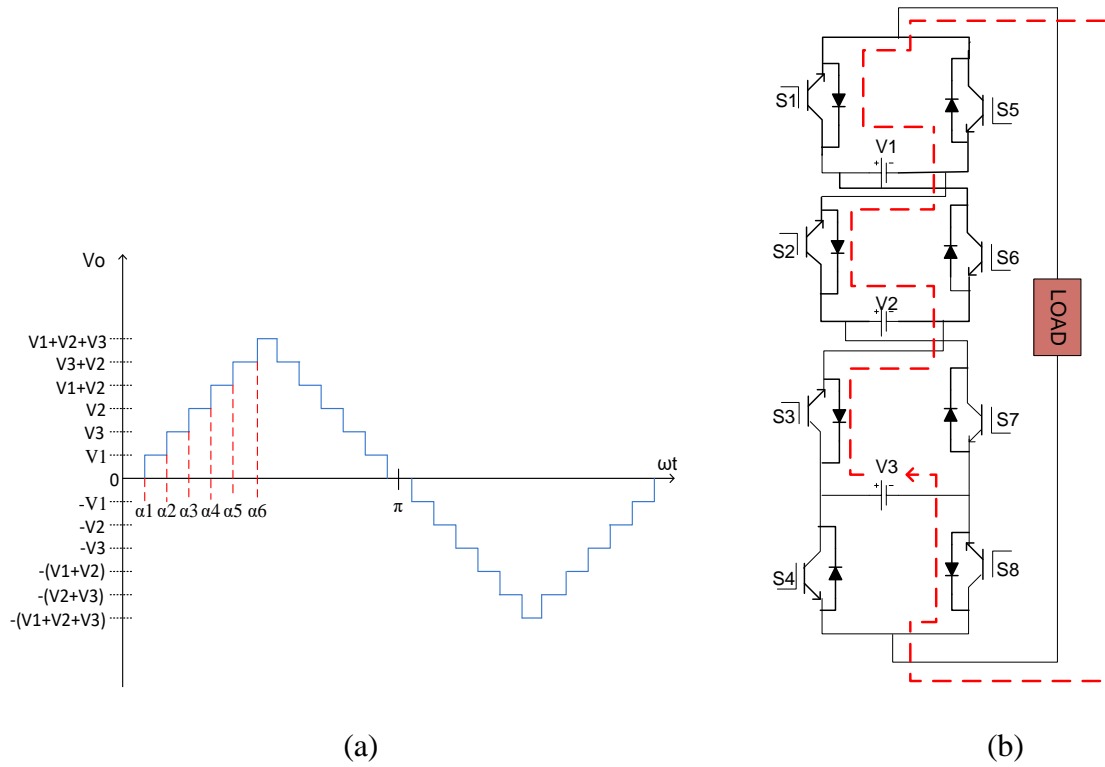 Vo
V1+V2+V3
V3+V2
V1+V2
V2
V3
V1
0
-V1
-V2
-V3
-(V1+V2)
-(V2+V3)
-(V1+V2+V3)
α1 α2 α3 α4 α5 α6
π
ωt
(a)
S1
S5
V1
+ -
S2
S6
V2
+ -
S3
S7
V3
+ -
S4
S8
LOAD
(b)